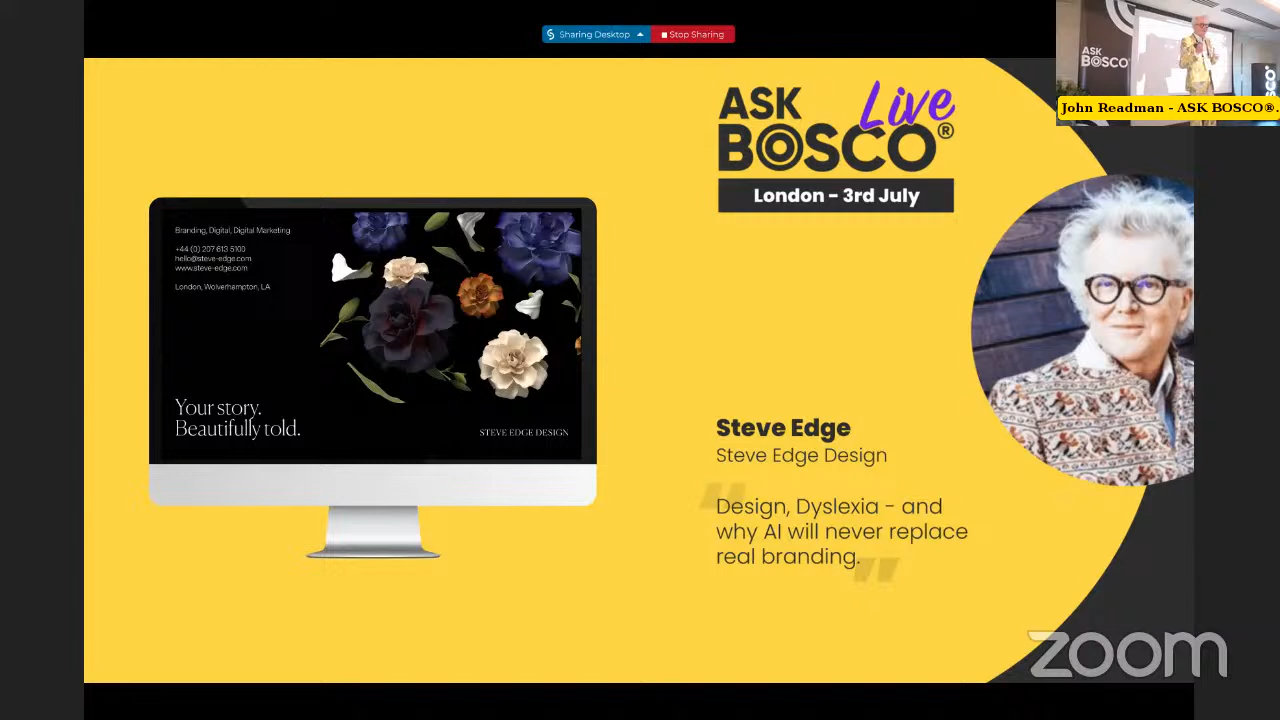 Sharing Desktop
Stop Sharing
ASK
BOSCO
John Readman - ASK BOSCO®.
ASK Live
BOSCO®
London - 3rd July
Branding, Digital, Digital Marketing
+44 (0) 207 613 5100
hello@steve-edge.com
www.steve-edge.com
London, Wolverhampton, LA
Your story.
Beautifully told.
STEVE EDGE DESIGN
Steve Edge
Steve Edge Design
"Design, Dyslexia - and
why AI will never replace
real branding."
zoom